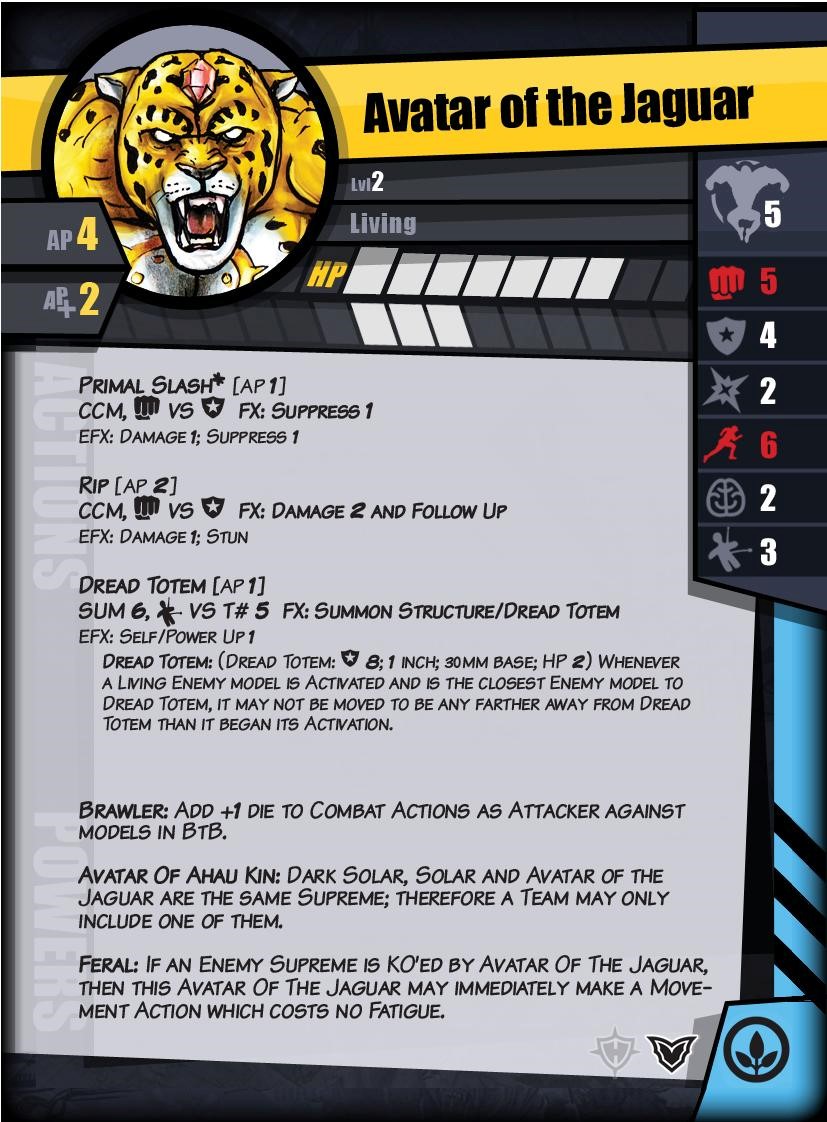 Avatar of the Jaguar
Lvl2
Living
AP 4
AP+ 2
HP
5
5
4
2
6
2
3
ACTIONS
PRIMAL SLASH* [AP 1]
CCM, VS FX: SUPPRESS 1
EFX: DAMAGE 1; SUPPRESS 1
RIP [AP 2]
CCM, VS FX: DAMAGE 2 AND FOLLOW UP
EFX: DAMAGE 1; STUN
DREAD TOTEM [AP 1]
SUM 6, VS T# 5 FX: SUMMON STRUCTURE/DREAD TOTEM
EFX: SELF/POWER UP 1
DREAD TOTEM: (DREAD TOTEM: 8; 1 INCH; 30MM BASE; HP 2) WHENEVER
A LIVING ENEMY MODEL IS ACTIVATED AND IS THE CLOSEST ENEMY MODEL TO
DREAD TOTEM, IT MAY NOT BE MOVED TO BE ANY FARTHER AWAY FROM DREAD
TOTEM THAN IT BEGAN ITS ACTIVATION.
POWERS
BRAWLER: ADD +1 DIE TO COMBAT ACTIONS AS ATTACKER AGAINST
MODELS IN BTB.
AVATAR OF AHAU KIN: DARK SOLAR, SOLAR AND AVATAR OF THE
JAGUAR ARE THE SAME SUPREME; THEREFORE A TEAM MAY ONLY
INCLUDE ONE OF THEM.
FERAL: IF AN ENEMY SUPREME IS KO'ED BY AVATAR OF THE JAGUAR,
THEN THIS AVATAR OF THE JAGUAR MAY IMMEDIATELY MAKE A MOVE-
MENT ACTION WHICH COSTS NO FATIGUE.
H